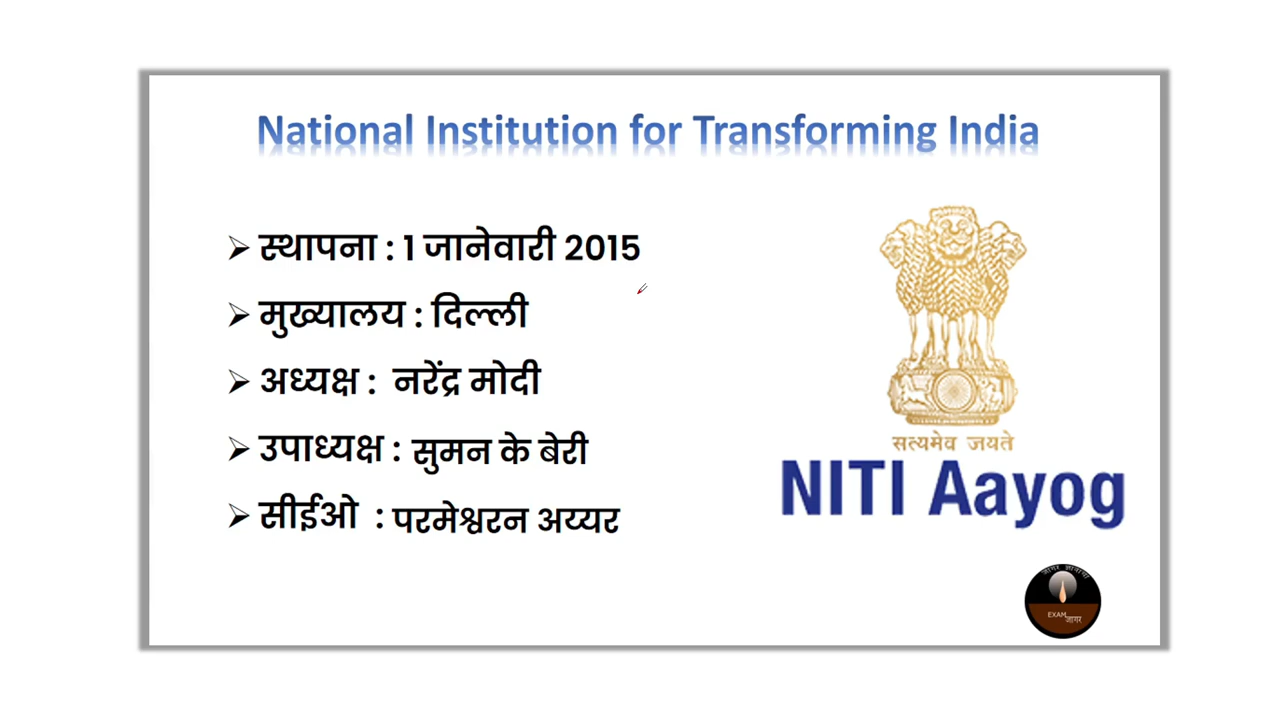 National Institution for Transforming India
➢ स्थापना : 1 जानेवारी 2015
➢ मुख्यालय : दिल्ली
➢ अध्यक्ष : नरेंद्र मोदी
➢ उपाध्यक्ष : सुमन के बेरी
➢ सीईओ : परमेश्वरन अय्यर
सत्यमेव जयते
NITI Aayog
EXAM
जागर